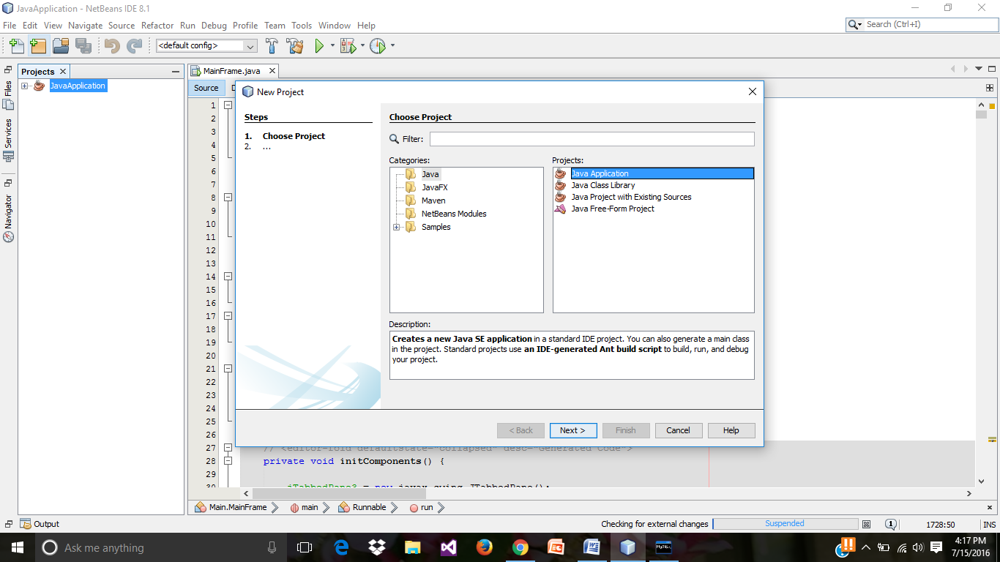 JavaApplication - NetBeans IDE 8.1
File Edit View Navigate Source Refactor Run Debug Profile Team Tools Window Help
Search (Ctrl+I)
<default config>
Projects
MainFrame.java
Files
Services
Navigator
JavaApplication
Source
1
2
3
4
5
6
7
8
9
10
11
12
13
14
15
16
17
18
19
20
21
22
23
24
25
26
27
28
29
30
New Project
Steps
1. Choose Project
2. ...
Choose Project
Filter:
Categories:
Java
JavaFX
Maven
NetBeans Modules
Samples
Projects:
Java Application
Java Class Library
Java Project with Existing Sources
Java Free-Form Project
Description:
Creates a new Java SE application in a standard IDE project. You can also generate a main class
in the project. Standard projects use an IDE-generated Ant build script to build, run, and debug
your project.
< Back
Next >
Finish
Cancel
Help
// <editor-fold defaultstate="collapsed" desc="Generated Code">
private void initComponents() {
jTabbedPane3 = new javax.swing.JTabbedPane();
Main.MainFrame main Runnable run
Output
Checking for external changes
Suspended
1
1728:50
INS
Ask me anything
MySQL
4:17 PM
7/15/2016